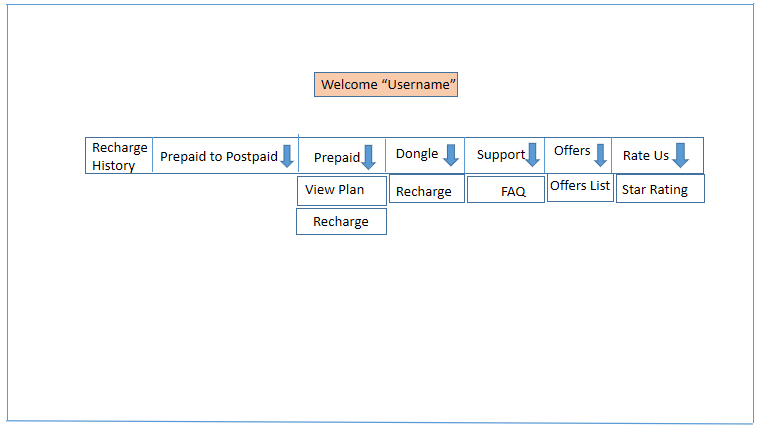 Welcome “Username”
Recharge
History
Prepaid to Postpaid
Prepaid
Dongle
Support
Offers
Rate Us
View Plan
Recharge
FAQ
Offers List
Star Rating
Recharge